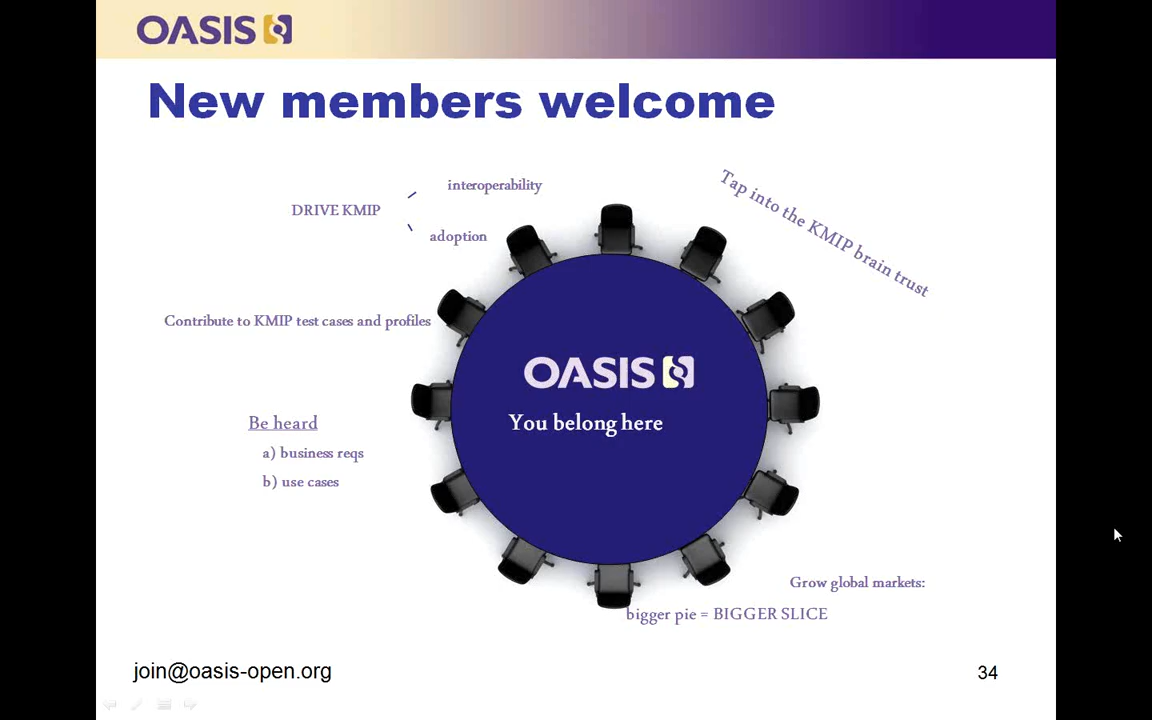 OASIS
New members welcome
interoperability
DRIVE KMIP
adoption
Tap into the KMIP brain trust
Contribute to KMIP test cases and profiles
OASIS
You belong here
Be heard
a) business reqs
b) use cases
Grow global markets:
bigger pie = BIGGER SLICE
join@oasis-open.org
34